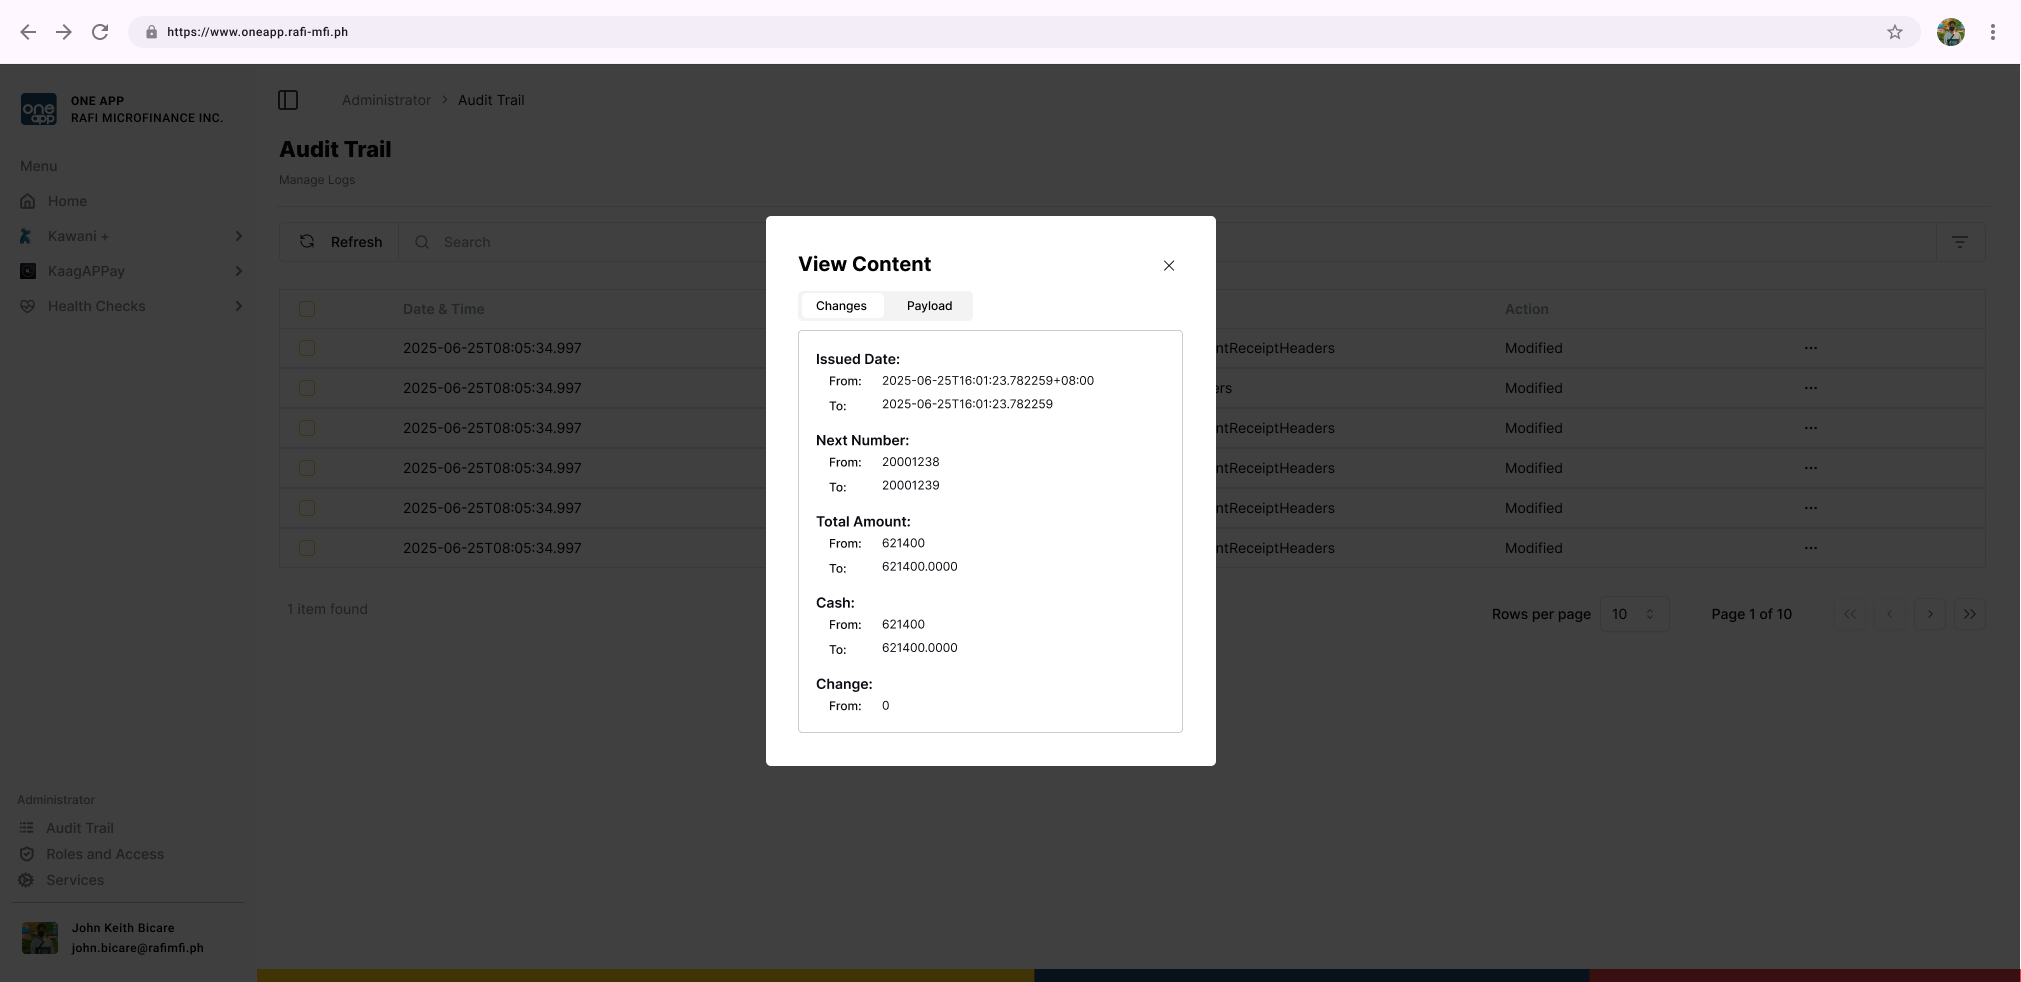 https://www.oneapp.rafi-mfi.ph
one app
ONE APP
RAFI MICROFINANCE INC.
Menu
Home
Kawani +
KaagAPPay
Health Checks
Administrator > Audit Trail
Audit Trail
Manage Logs
Refresh
Search
Date & Time
Action
2025-06-25T08:05:34.997
ntReceiptHeaders
Modified
2025-06-25T08:05:34.997
ers
Modified
2025-06-25T08:05:34.997
ntReceiptHeaders
Modified
2025-06-25T08:05:34.997
ntReceiptHeaders
Modified
2025-06-25T08:05:34.997
ntReceiptHeaders
Modified
2025-06-25T08:05:34.997
ntReceiptHeaders
Modified
1 item found
Rows per page 10
Page 1 of 10
View Content
Changes Payload
Issued Date:
From: 2025-06-25T16:01:23.782259+08:00
To: 2025-06-25T16:01:23.782259
Next Number:
From: 20001238
To: 20001239
Total Amount:
From: 621400
To: 621400.0000
Cash:
From: 621400
To: 621400.0000
Change:
From: 0
Administrator
Audit Trail
Roles and Access
Services
John Keith Bicare
john.bicare@rafimfi.ph